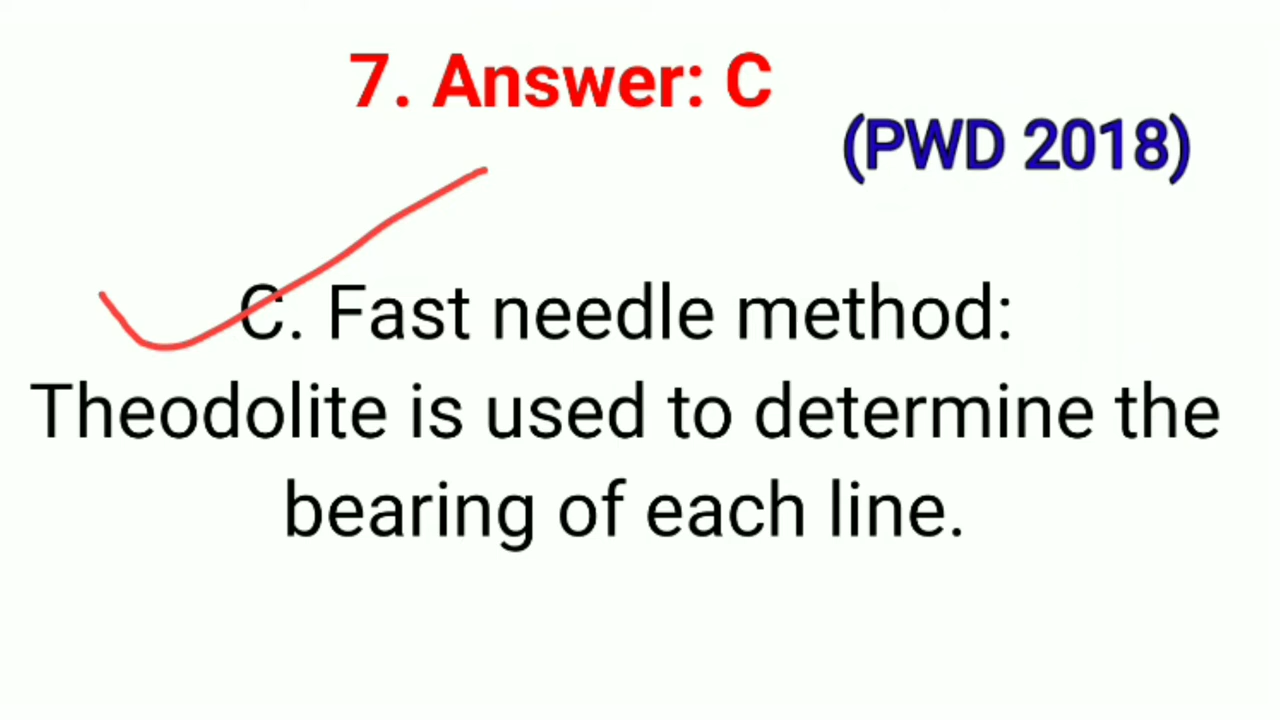 7. Answer: C
(PWD 2018)
C. Fast needle method:
Theodolite is used to determine the
bearing of each line.